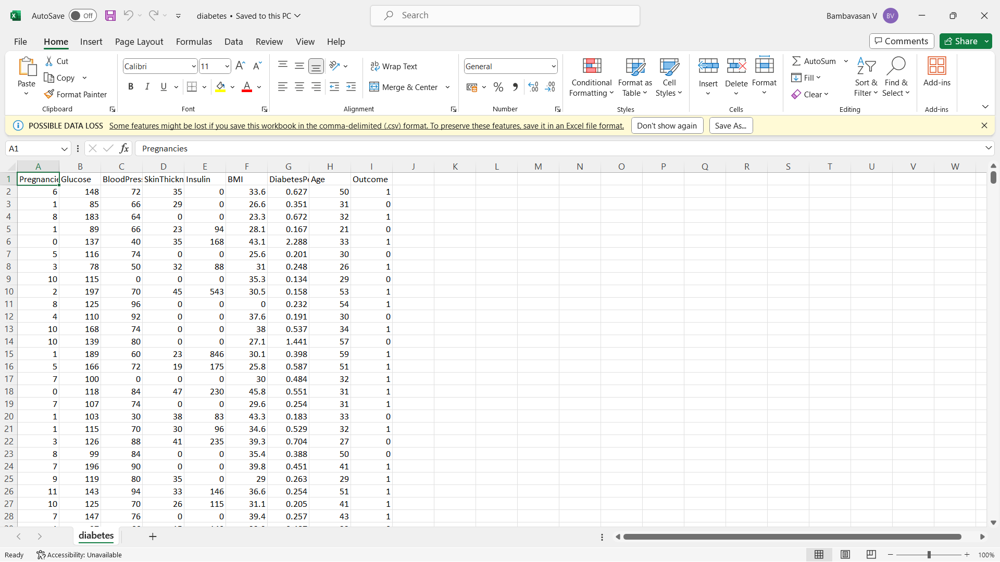 AutoSave Off diabetes • Saved to this PC Search Bambavasan V BV
File Home Insert Page Layout Formulas Data Review View Help Comments Share
Paste Cut Copy Format Painter Clipboard
Calibri 11 A A B I U A Font
ab Wrap Text Merge & Center Alignment
General % Number
Conditional Formatting Format as Table Cell Styles Styles
Insert Delete Format Cells
AutoSum Fill Clear Sort & Filter Find & Select Editing
Add-ins Add-ins
POSSIBLE DATA LOSS Some features might be lost if you save this workbook in the comma-delimited (.csv) format. To preserve these features, save it in an Excel file format. Don't show again Save As...
A1 fx Pregnancies
A B C D E F G H I J K L M N O P Q R S T U V W
1 Pregnancie Glucose BloodPress SkinThickn Insulin BMI DiabetesPe Age Outcome
2 6 148 72 35 0 33.6 0.627 50 1
3 1 85 66 29 0 26.6 0.351 31 0
4 8 183 64 0 0 23.3 0.672 32 1
5 1 89 66 23 94 28.1 0.167 21 0
6 0 137 40 35 168 43.1 2.288 33 1
7 5 116 74 0 0 25.6 0.201 30 0
8 3 78 50 32 88 31 0.248 26 1
9 10 115 0 0 0 35.3 0.134 29 0
10 2 197 70 45 543 30.5 0.158 53 1
11 8 125 96 0 0 0 0.232 54 1
12 4 110 92 0 0 37.6 0.191 30 0
13 10 168 74 0 0 38 0.537 34 1
14 10 139 80 0 0 27.1 1.441 57 0
15 1 189 60 23 846 30.1 0.398 59 1
16 5 166 72 19 175 25.8 0.587 51 1
17 7 100 0 0 0 30 0.484 32 1
18 0 118 84 47 230 45.8 0.551 31 1
19 7 107 74 0 0 29.6 0.254 31 1
20 1 103 30 38 83 43.3 0.183 33 0
21 1 115 70 30 96 34.6 0.529 32 1
22 3 126 88 41 235 39.3 0.704 27 0
23 8 99 84 0 0 35.4 0.388 50 0
24 7 196 90 0 0 39.8 0.451 41 1
25 9 119 80 35 0 29 0.263 29 1
26 11 143 94 33 146 36.6 0.254 51 1
27 10 125 70 26 115 31.1 0.205 41 1
28 7 147 76 0 0 39.4 0.257 43 1
diabetes
Ready Accessibility: Unavailable 100%